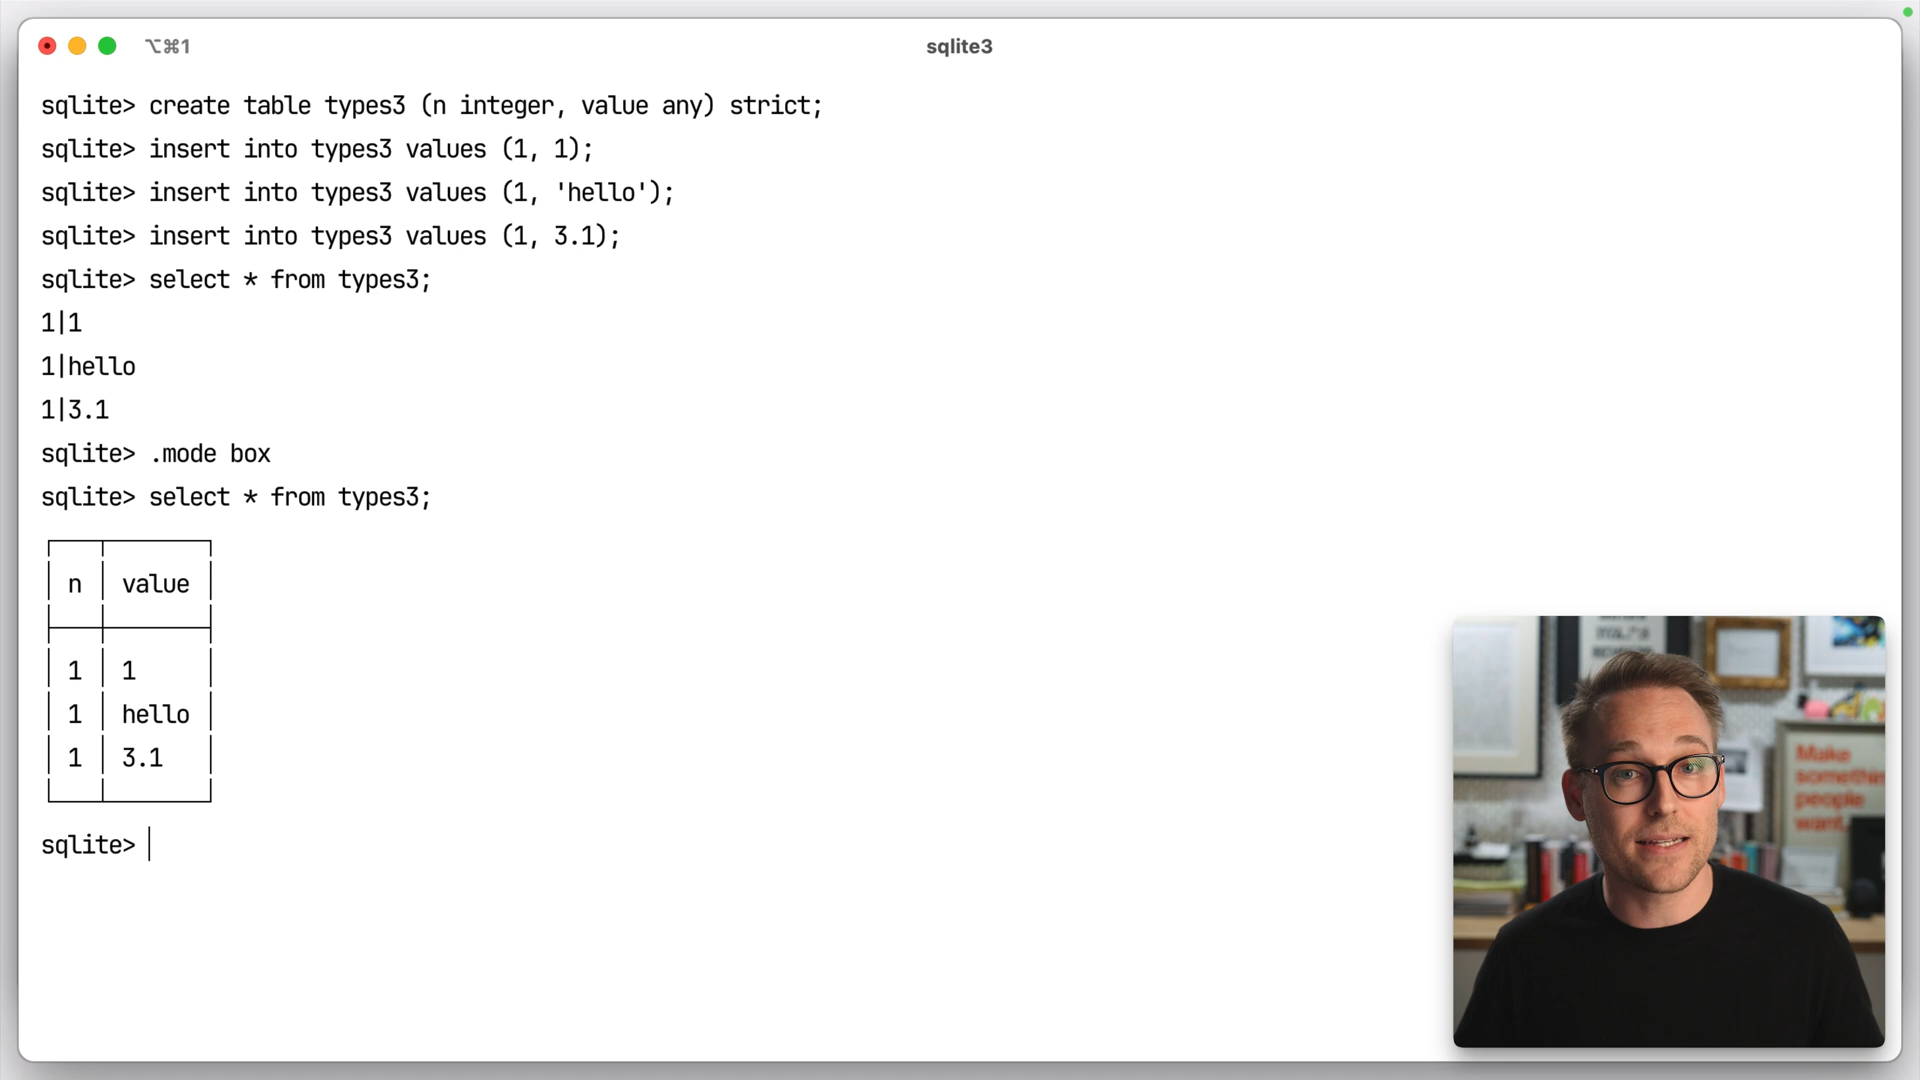 ⌥⌘1
sqlite3
sqlite> create table types3 (n integer, value any) strict;
sqlite> insert into types3 values (1, 1);
sqlite> insert into types3 values (1, 'hello');
sqlite> insert into types3 values (1, 3.1);
sqlite> select * from types3;
1|1
1|hello
1|3.1
sqlite> .mode box
sqlite> select * from types3;
n value
1 1
1 hello
1 3.1
sqlite>
Make
people
want